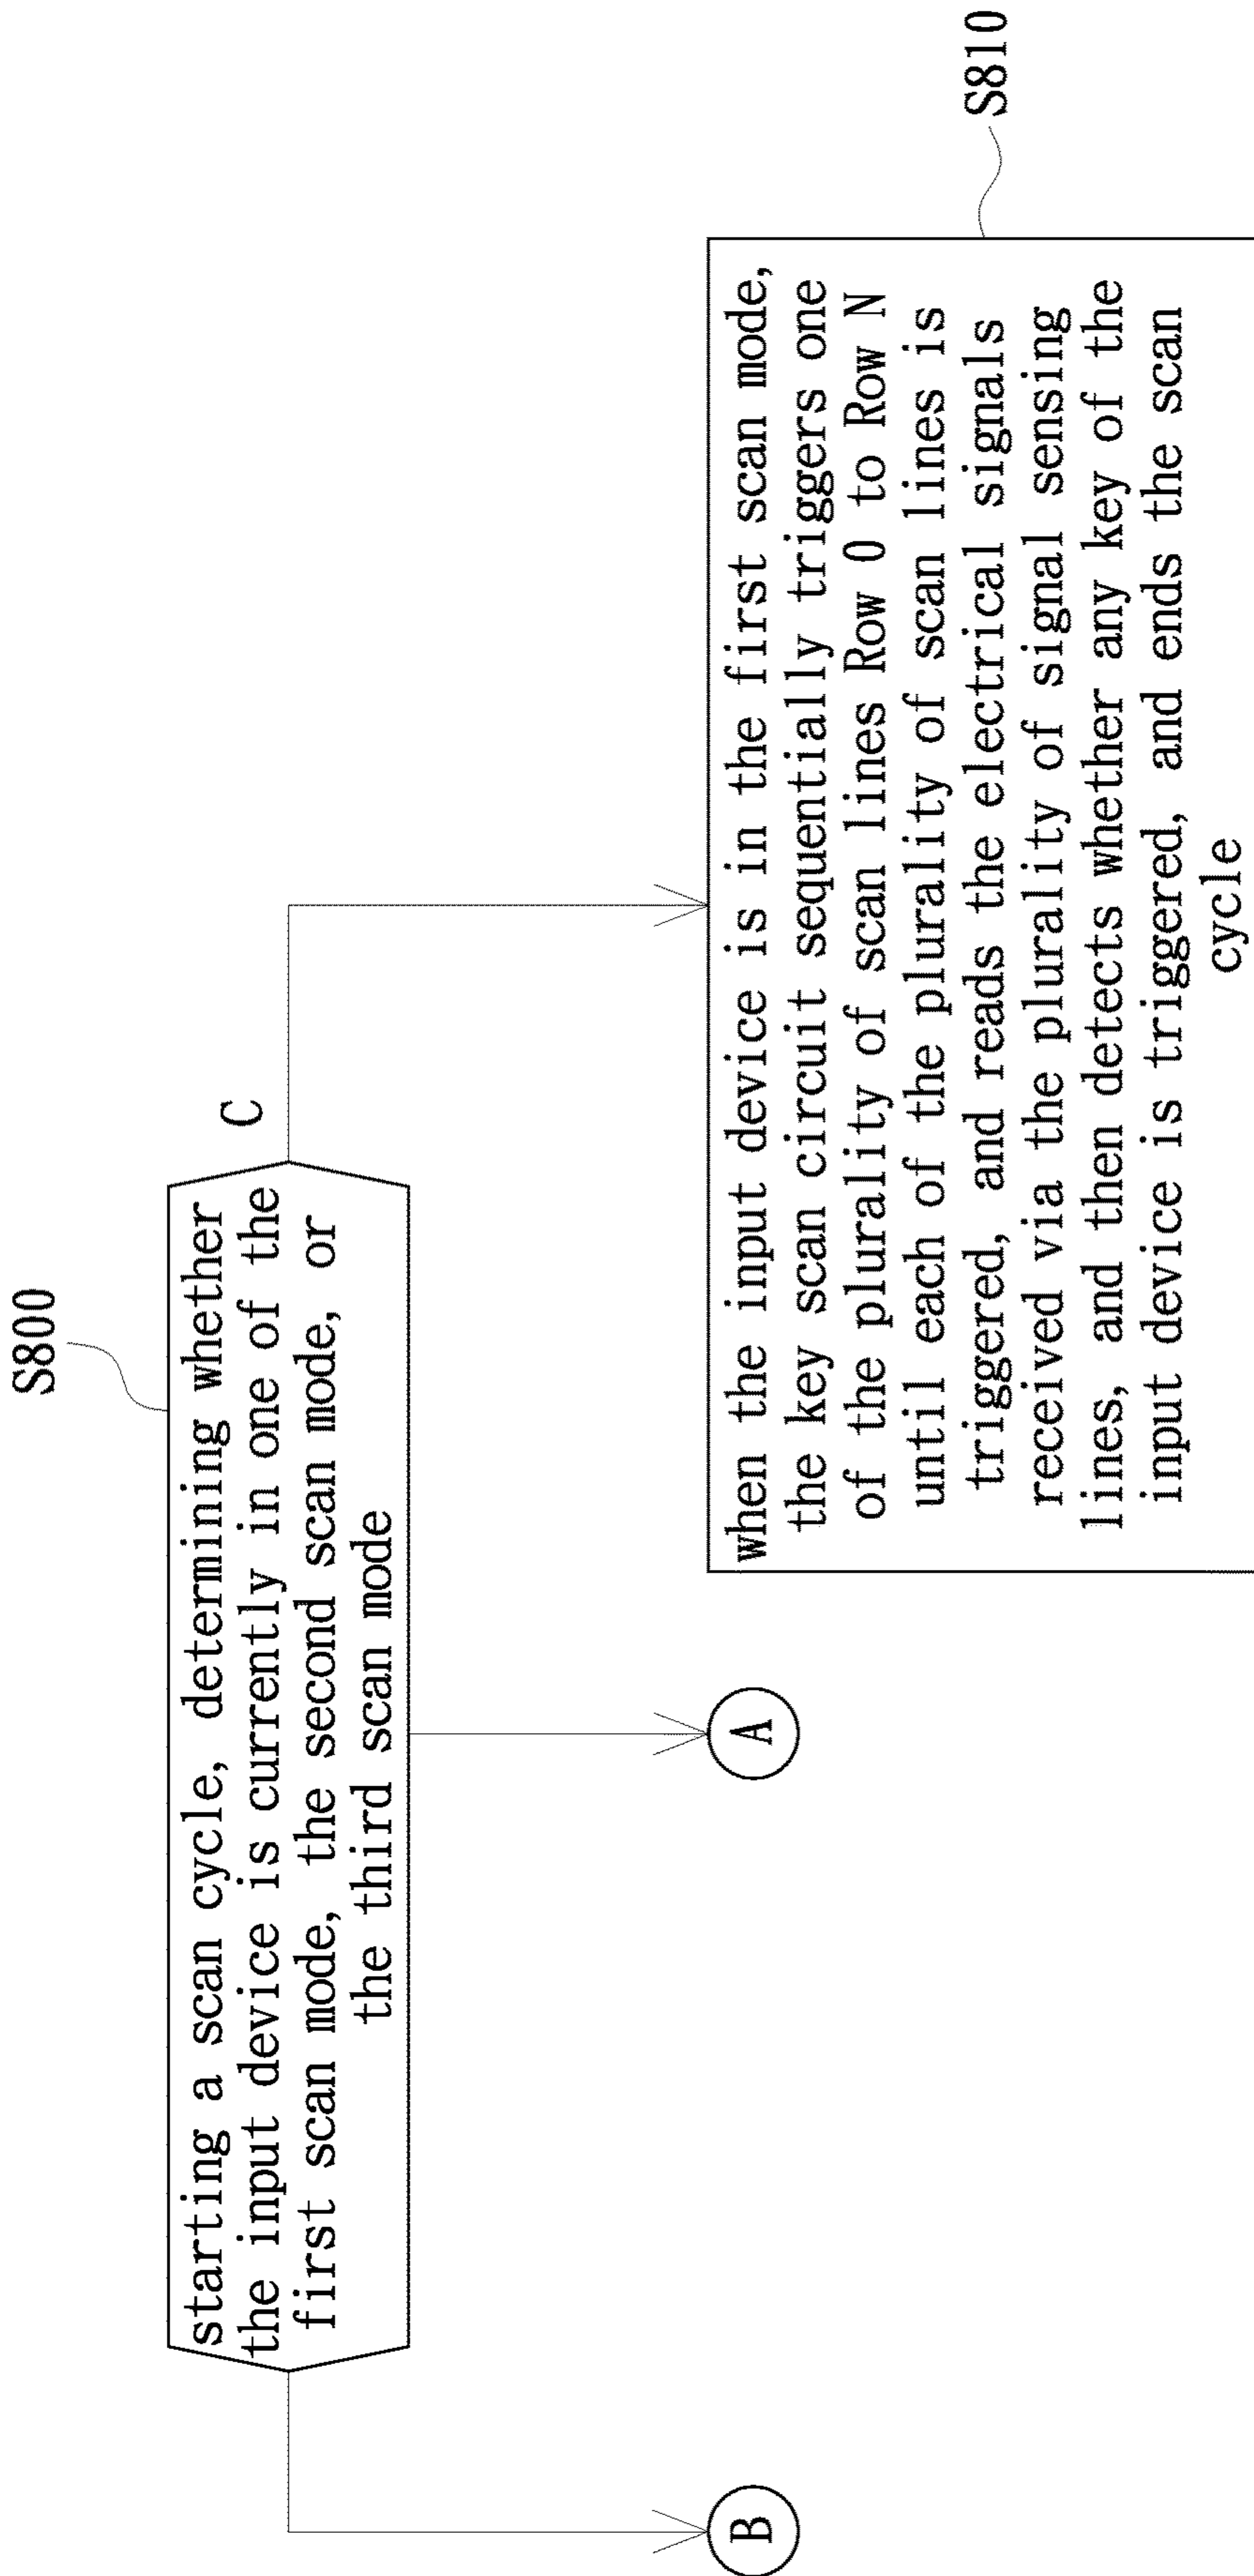 S800
starting a scan cycle, determining whether
the input device is currently in one of the
first scan mode, the second scan mode, or
the third scan mode
C
B
A
when the input device is in the first scan mode,
the key scan circuit sequentially triggers one
of the plurality of scan lines Row 0 to Row N
until each of the plurality of scan lines is
triggered, and reads the electrical signals
received via the plurality of signal sensing
lines, and then detects whether any key of the
input device is triggered, and ends the scan
cycle
S810